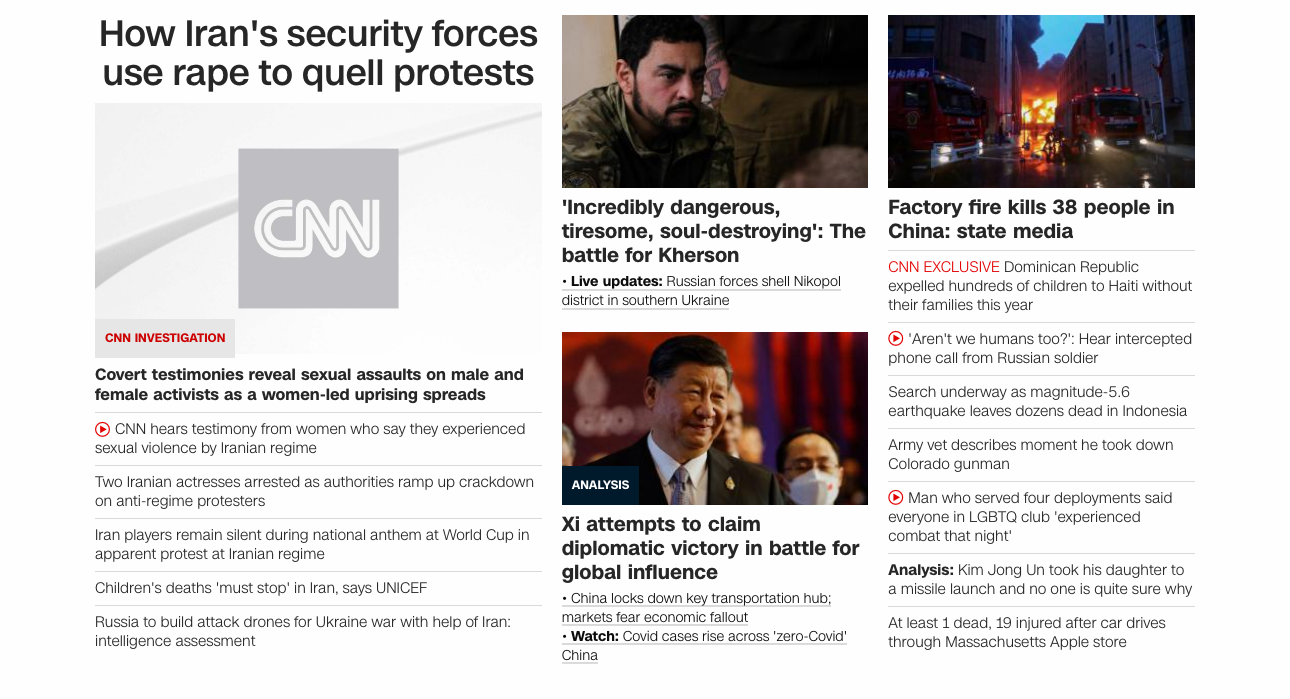 How Iran's security forces
use rape to quell protests
CNN
CNN INVESTIGATION
Covert testimonies reveal sexual assaults on male and
female activists as a women-led uprising spreads
CNN hears testimony from women who say they experienced
sexual violence by Iranian regime
Two Iranian actresses arrested as authorities ramp up crackdown
on anti-regime protesters
Iran players remain silent during national anthem at World Cup in
apparent protest at Iranian regime
Children's deaths 'must stop' in Iran, says UNICEF
Russia to build attack drones for Ukraine war with help of Iran:
intelligence assessment
'Incredibly dangerous,
tiresome, soul-destroying': The
battle for Kherson
• Live updates: Russian forces shell Nikopol
district in southern Ukraine
ANALYSIS
Xi attempts to claim
diplomatic victory in battle for
global influence
• China locks down key transportation hub;
markets fear economic fallout
• Watch: Covid cases rise across 'zero-Covid'
China
Factory fire kills 38 people in
China: state media
CNN EXCLUSIVE Dominican Republic
expelled hundreds of children to Haiti without
their families this year
'Aren't we humans too?': Hear intercepted
phone call from Russian soldier
Search underway as magnitude-5.6
earthquake leaves dozens dead in Indonesia
Army vet describes moment he took down
Colorado gunman
Man who served four deployments said
everyone in LGBTQ club 'experienced
combat that night'
Analysis: Kim Jong Un took his daughter to
a missile launch and no one is quite sure why
At least 1 dead, 19 injured after car drives
through Massachusetts Apple store